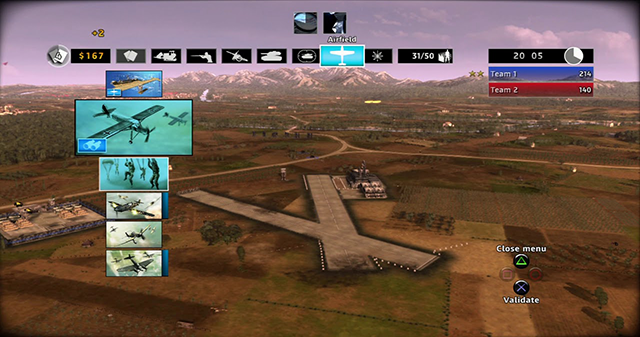 Airfield
+2
$167
31/50
20 05
Team 1 214
Team 2 140
Close menu
Validate